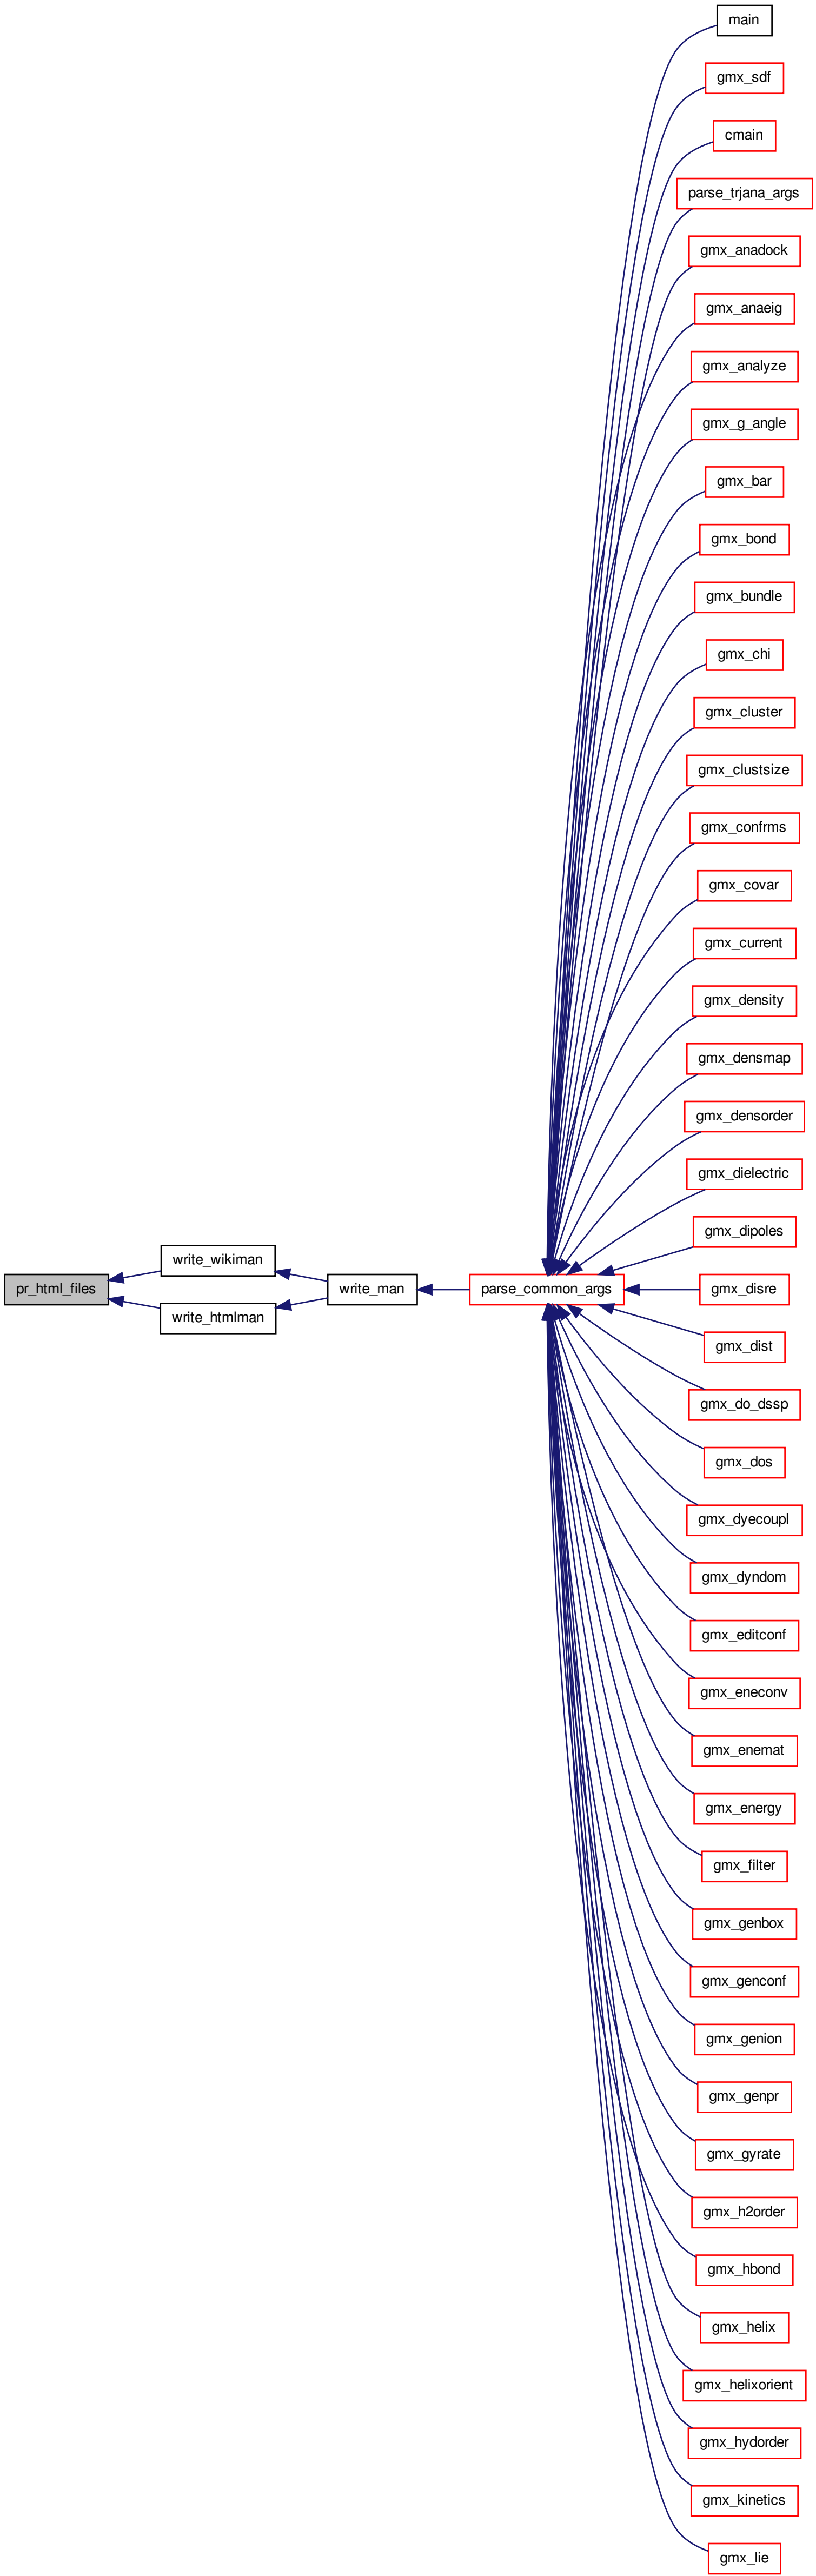 main
gmx_sdf
cmain
parse_trjana_args
gmx_anadock
gmx_anaeig
gmx_analyze
gmx_g_angle
gmx_bar
gmx_bond
gmx_bundle
gmx_chi
gmx_cluster
gmx_clustsize
gmx_confrms
gmx_covar
gmx_current
gmx_density
gmx_densmap
gmx_densorder
gmx_dielectric
gmx_dipoles
pr_html_files
write_wikiman
write_htmlman
write_man
parse_common_args
gmx_disre
gmx_dist
gmx_do_dssp
gmx_dos
gmx_dyecoupl
gmx_dyndom
gmx_editconf
gmx_eneconv
gmx_enemat
gmx_energy
gmx_filter
gmx_genbox
gmx_genconf
gmx_genion
gmx_genpr
gmx_gyrate
gmx_h2order
gmx_hbond
gmx_helix
gmx_helixorient
gmx_hydorder
gmx_kinetics
gmx_lie